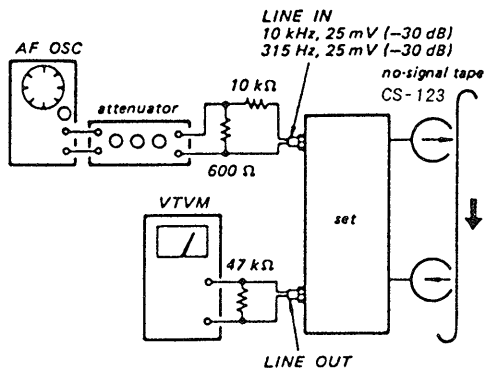 LINE IN
10 kHz, 25 mV (−30 dB)
315 Hz, 25 mV (−30 dB)
AF OSC
no-signal tape
CS-123
10 kΩ
attenuator
600 Ω
set
VTVM
47 kΩ
LINE OUT